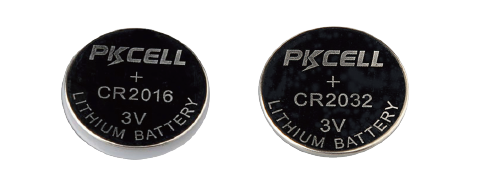 PKCELL
+
CR2016
3V
LITHIUM BATTERY
PKCELL
+
CR2032
3V
LITHIUM BATTERY